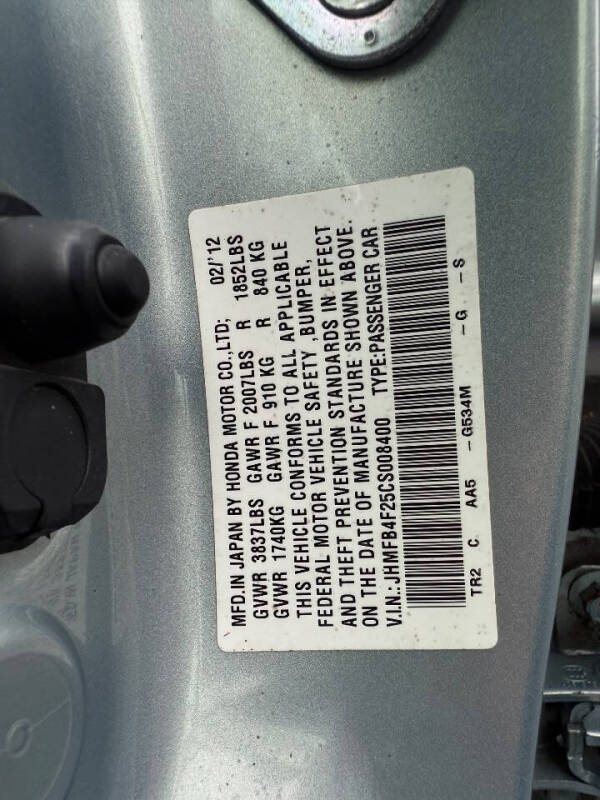 MFD.IN JAPAN BY HONDA MOTOR CO.,LTD; 02/'12
GVWR 3837LBS GAWR F 2007LBS R 1852LBS
GVWR 1740KG GAWR F 910 KG R 840 KG
THIS VEHICLE CONFORMS TO ALL APPLICABLE
FEDERAL MOTOR VEHICLE SAFETY ,BUMPER,
AND THEFT PREVENTION STANDARDS IN EFFECT
ON THE DATE OF MANUFACTURE SHOWN ABOVE.
V.I.N.:JHMFB4F25CS008400 TYPE:PASSENGER CAR
TR2 C AA5 -G534M -G -S